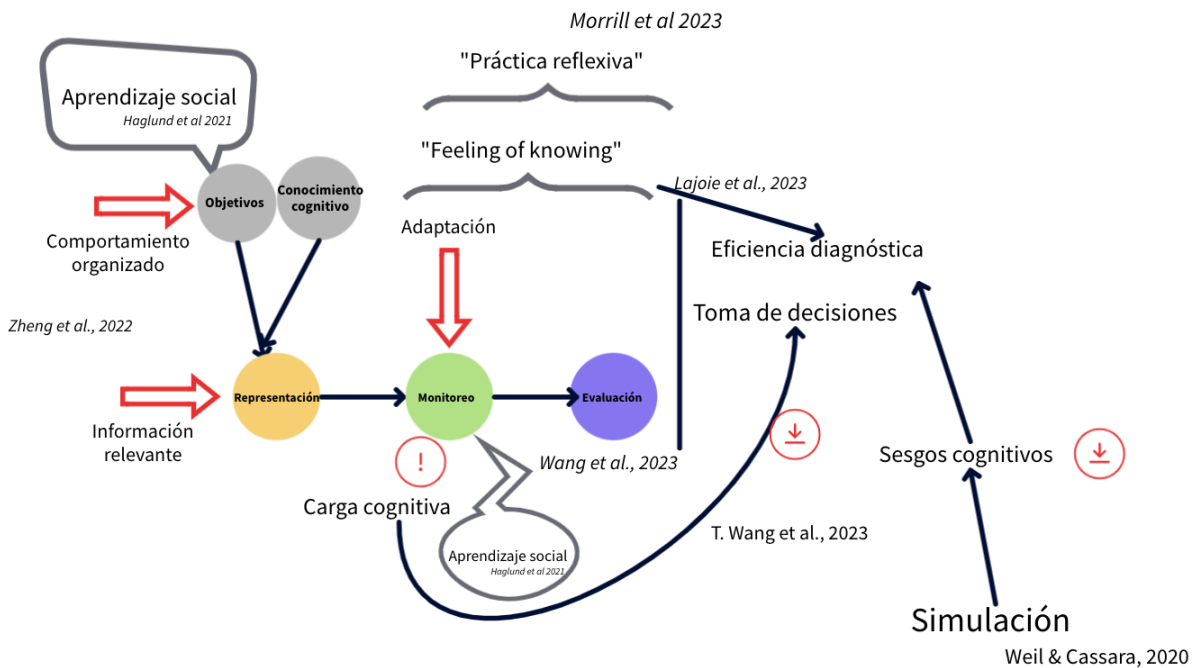 Morrill et al 2023
"Práctica reflexiva"
Aprendizaje social
Haglund et al 2021
"Feeling of knowing"
Lajoie et al., 2023
Objetivos
Conocimiento
cognitivo
Comportamiento
organizado
Adaptación
Eficiencia diagnóstica
Toma de decisiones
Zheng et al., 2022
Representación
Monitoreo
Evaluación
Información
relevante
!
Wang et al., 2023
Sesgos cognitivos
Carga cognitiva
T. Wang et al., 2023
Aprendizaje social
Haglund et al 2021
Simulación
Weil & Cassara, 2020